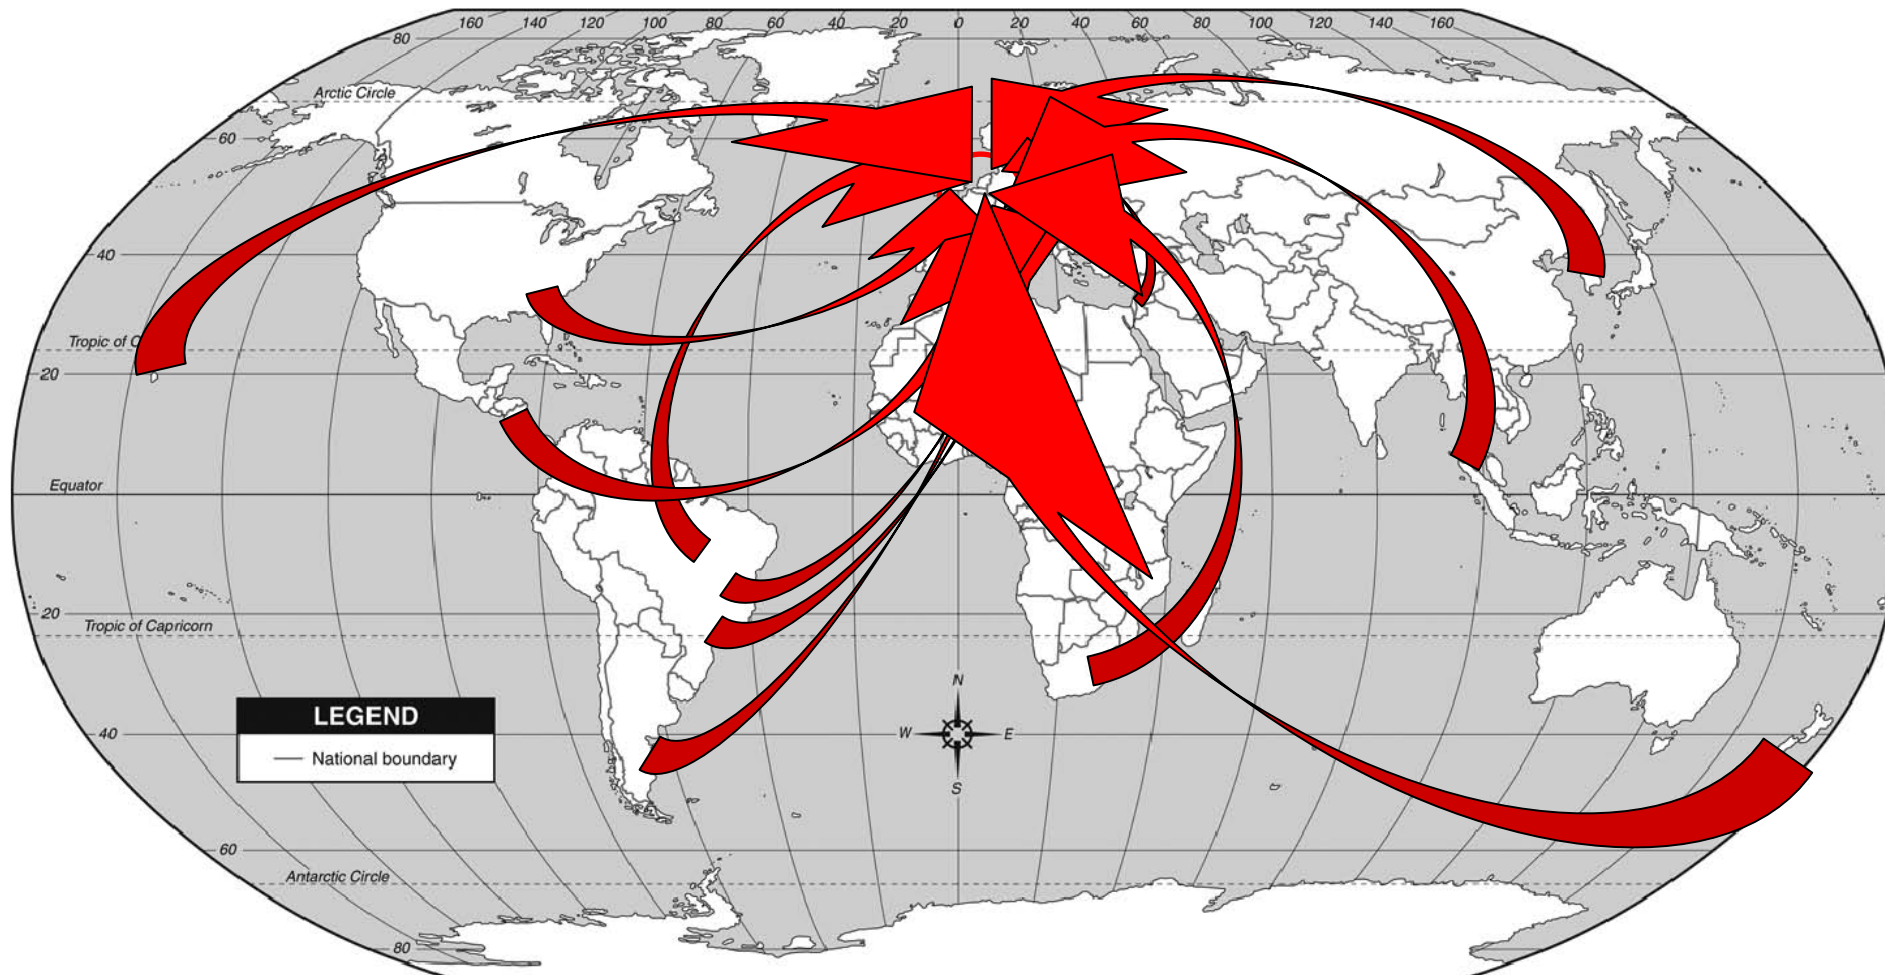 160 140 120 100 80 60 40 20 0 20 40 60 80 100 120 140 160
80
Arctic Circle
60
40
Tropic of C
20
Equator
20
Tropic of Capricorn
N
LEGEND
40
W E
National boundary
S
60
Antarctic Circle
80